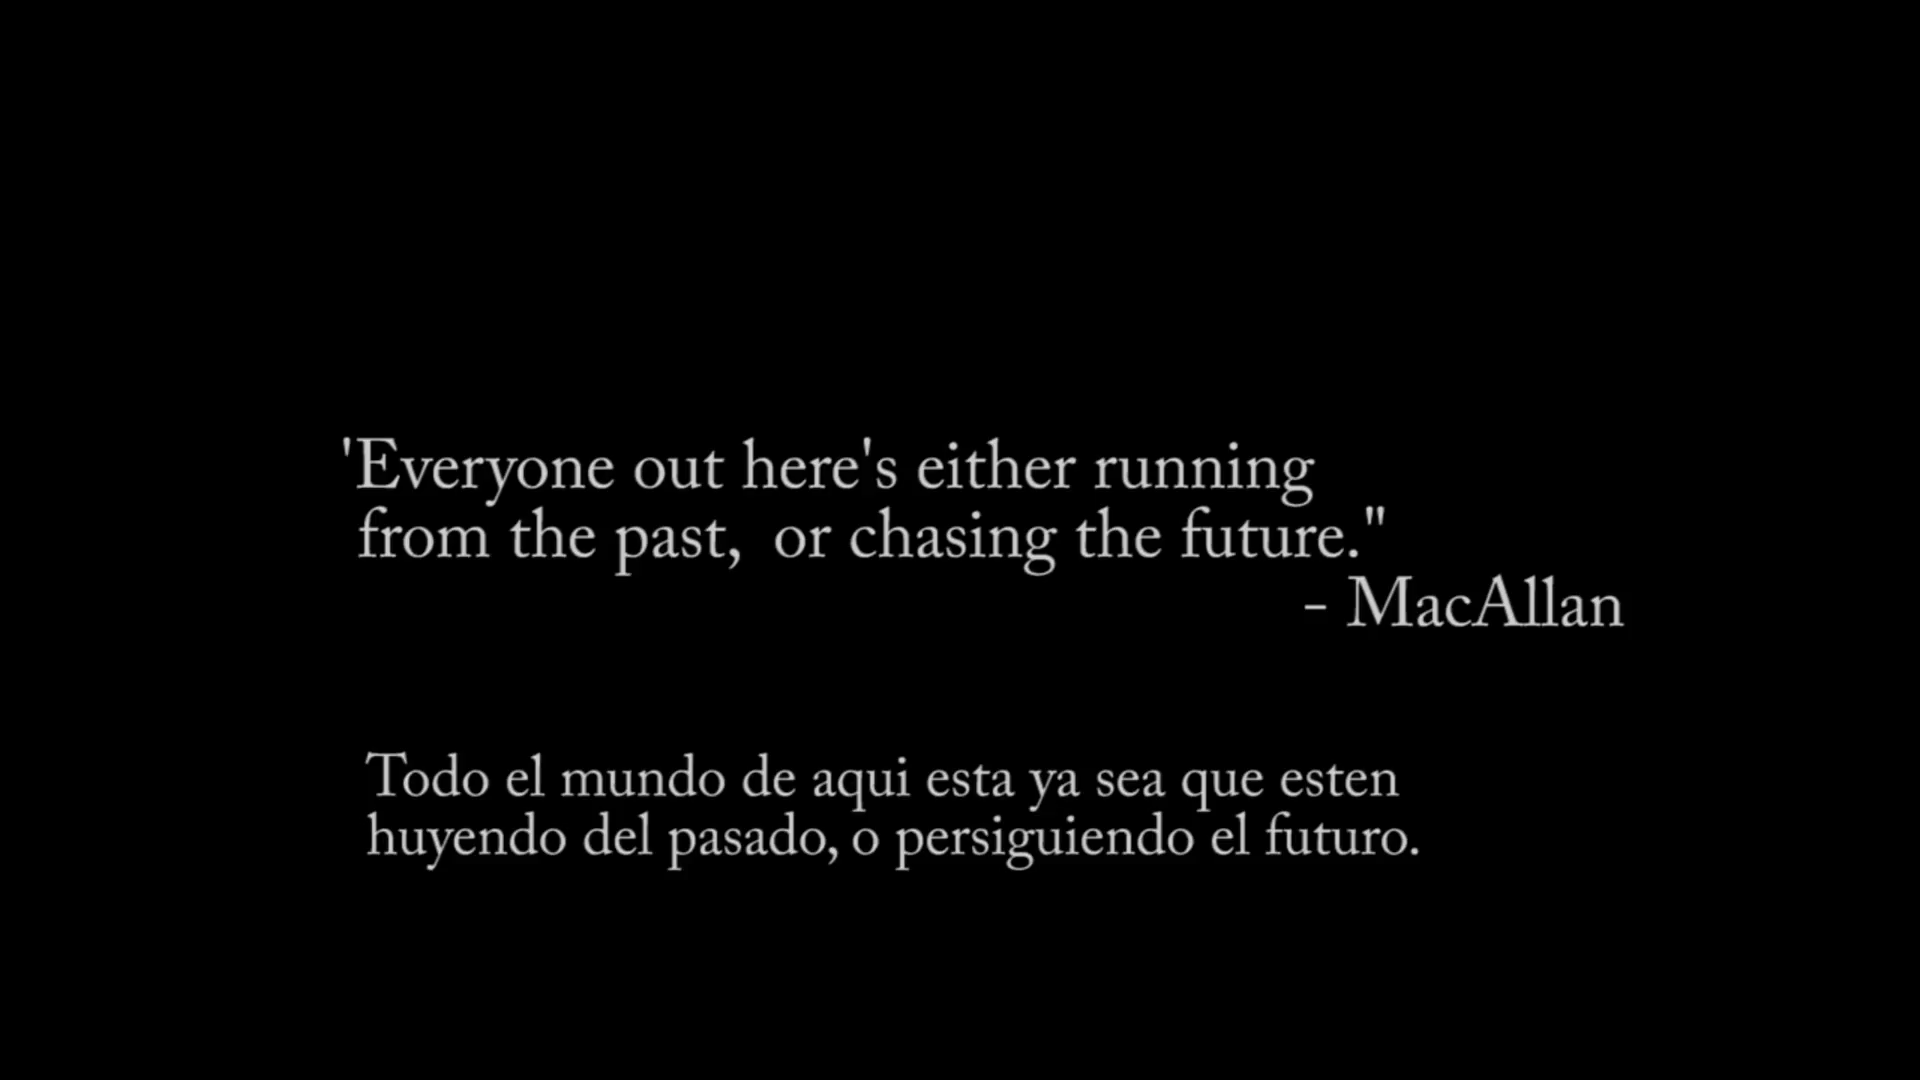 'Everyone out here's either running
from the past,  or chasing the future."
- MacAllan
Todo el mundo de aqui esta ya sea que esten
huyendo del pasado, o persiguiendo el futuro.